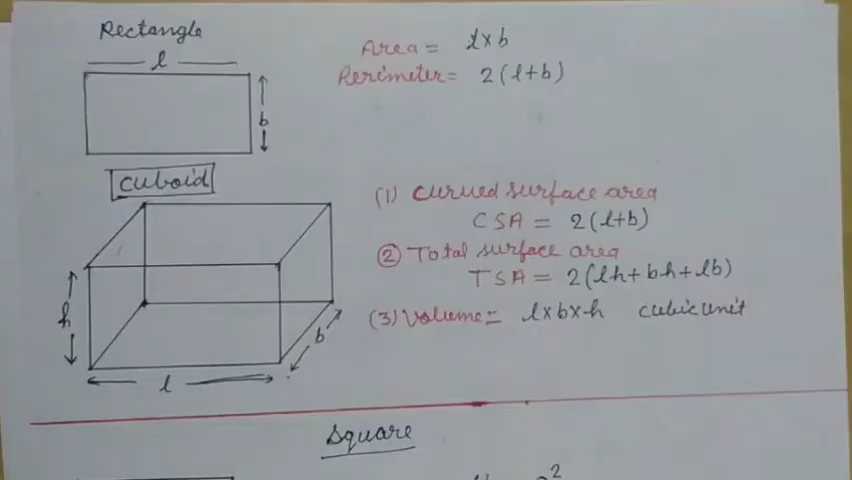 Rectangle
l
b
Area = l×b
Perimeter = 2(l+b)
cuboid
h
l
b
(1) Curved surface area
CSA = 2(l+b)
② Total surface area
TSA = 2(lh+bh+lb)
(3) Volume = l×b×h cubic unit
Square
2